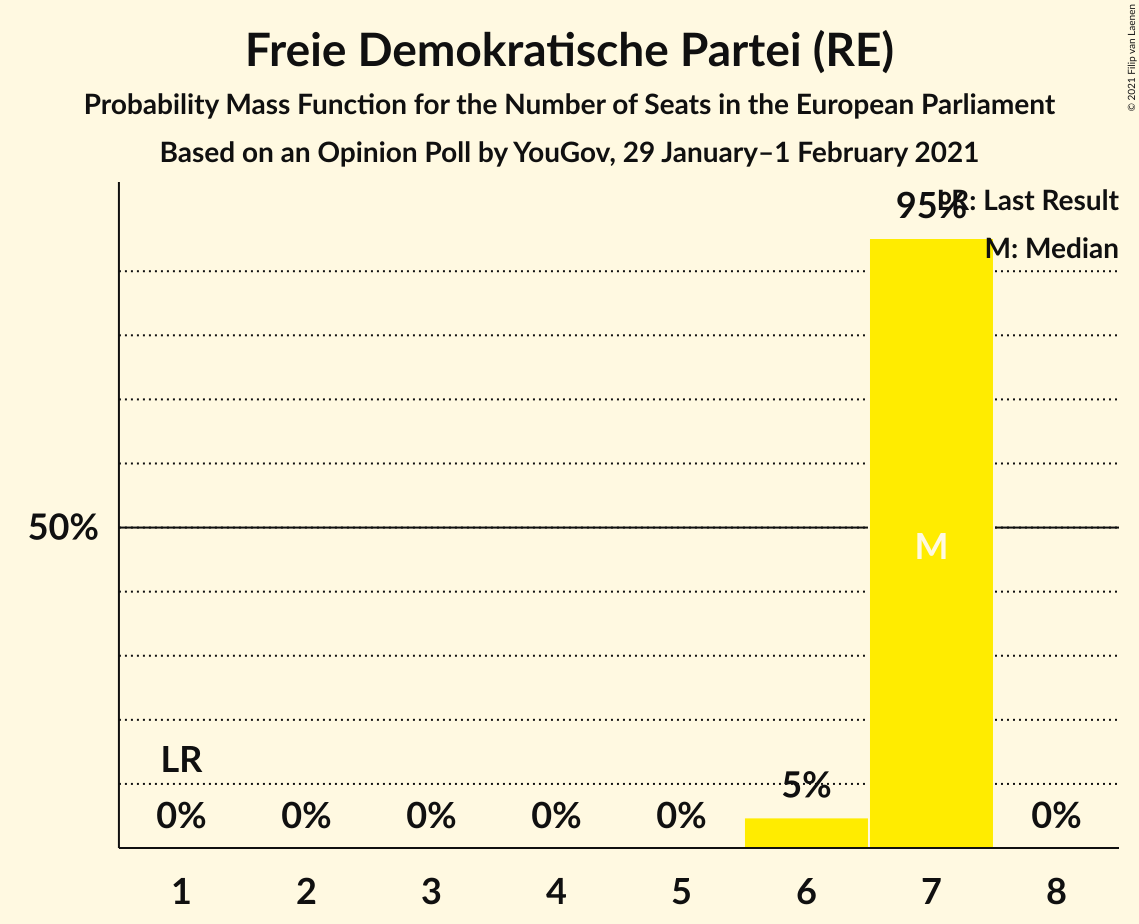 Freie Demokratische Partei (RE)
Probability Mass Function for the Number of Seats in the European Parliament
Based on an Opinion Poll by YouGov, 29 January–1 February 2021
© 2021 Filip van Laenen
95%
LR: Last Result
M: Median
50%
M
LR
5%
0%
0%
0%
0%
0%
0%
1
2
3
4
5
6
7
8